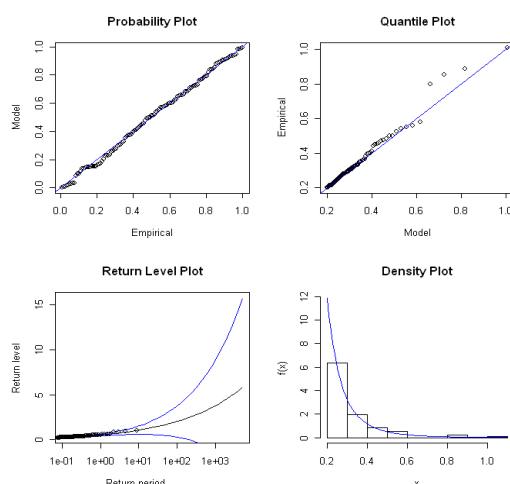 Probability Plot
Model
0.0 0.2 0.4 0.6 0.8 1.0
0.0 0.2 0.4 0.6 0.8 1.0
Empirical
Quantile Plot
Empirical
0.2 0.4 0.6 0.8 1.0
0.2 0.4 0.6 0.8 1.0
Model
Return Level Plot
Return level
0 5 10 15
1e-01 1e+00 1e+01 1e+02 1e+03
Return period
Density Plot
f(x)
0 2 4 6 8 12
0.2 0.4 0.6 0.8 1.0
x